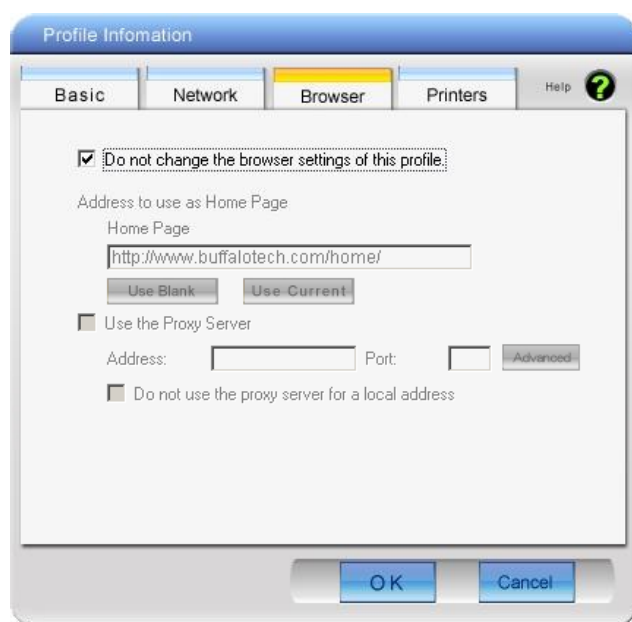 Profile Infomation
Basic Network Browser Printers Help ?
Do not change the browser settings of this profile.
Address to use as Home Page
Home Page
http://www.buffalotech.com/home/
Use Blank Use Current
Use the Proxy Server
Address: Port: Advanced
Do not use the proxy server for a local address
OK Cancel